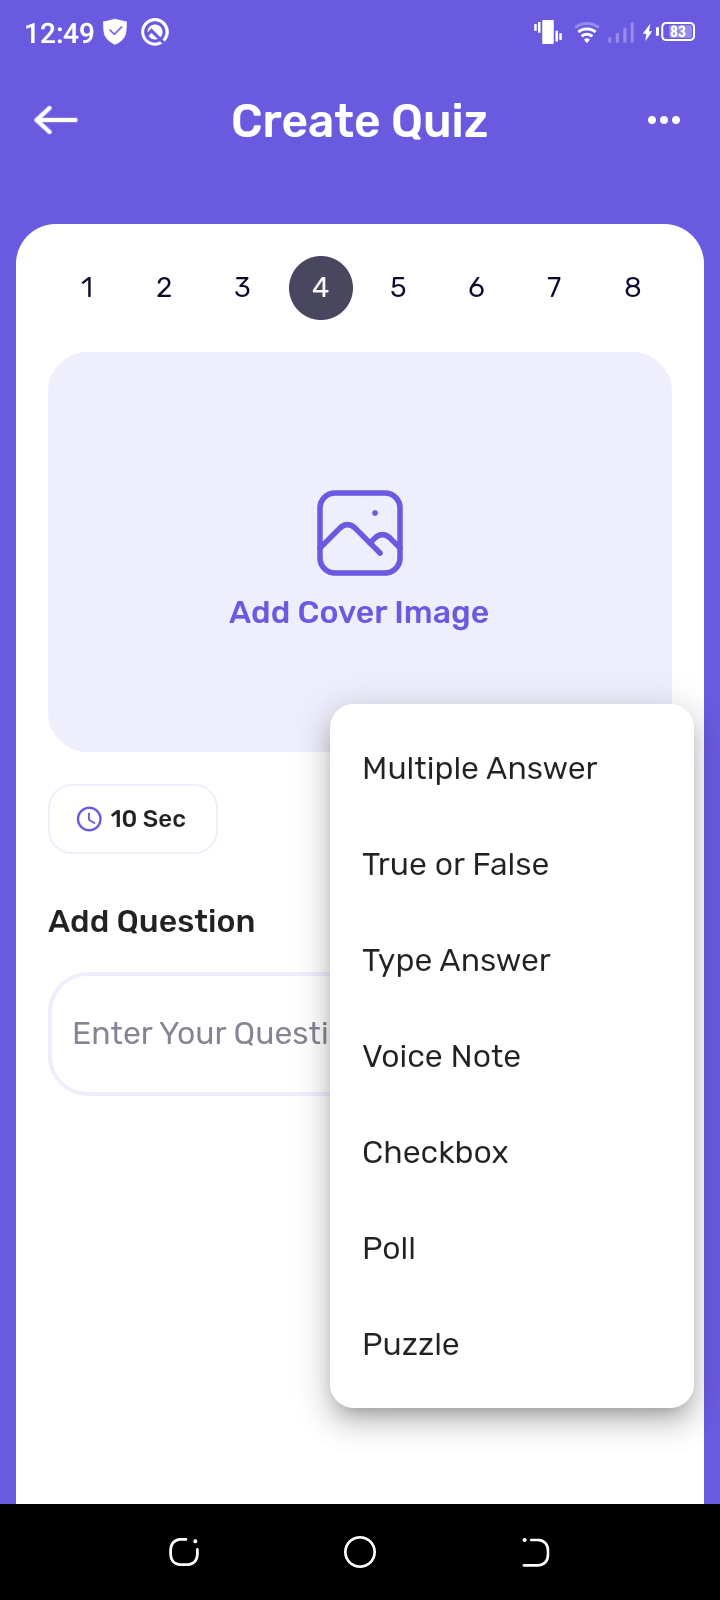 12:49
83
Create Quiz
1 2 3 4 5 6 7 8
Add Cover Image
10 Sec
Add Question
Enter Your Questi
Multiple Answer
True or False
Type Answer
Voice Note
Checkbox
Poll
Puzzle